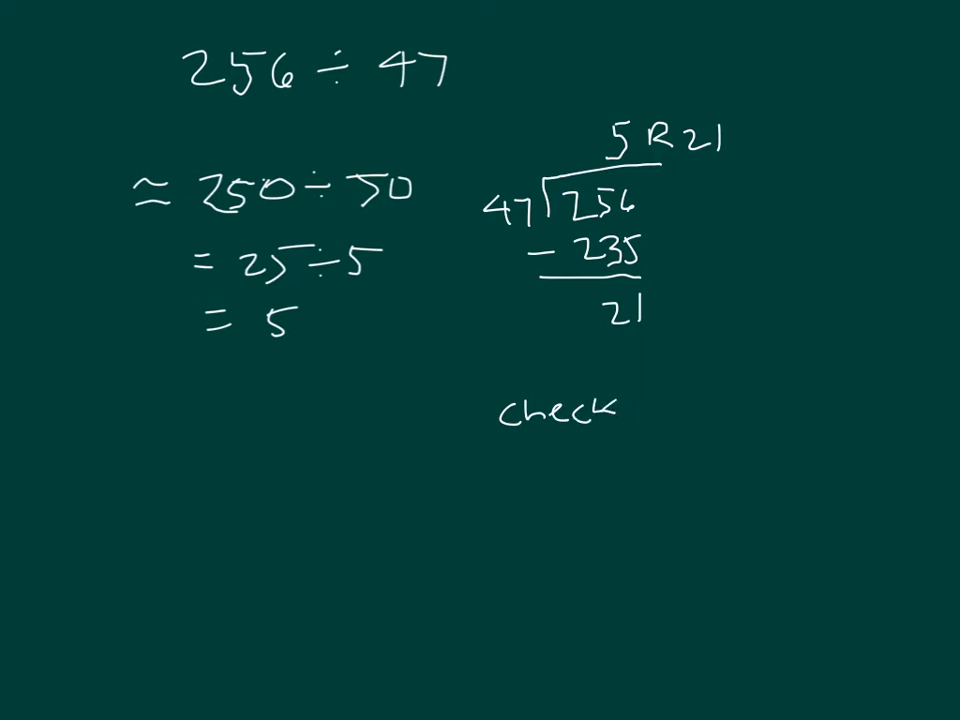 256 ÷ 47
≈ 250 ÷ 50
= 25 ÷ 5
= 5
5 R 21
47 256
- 235
21
check